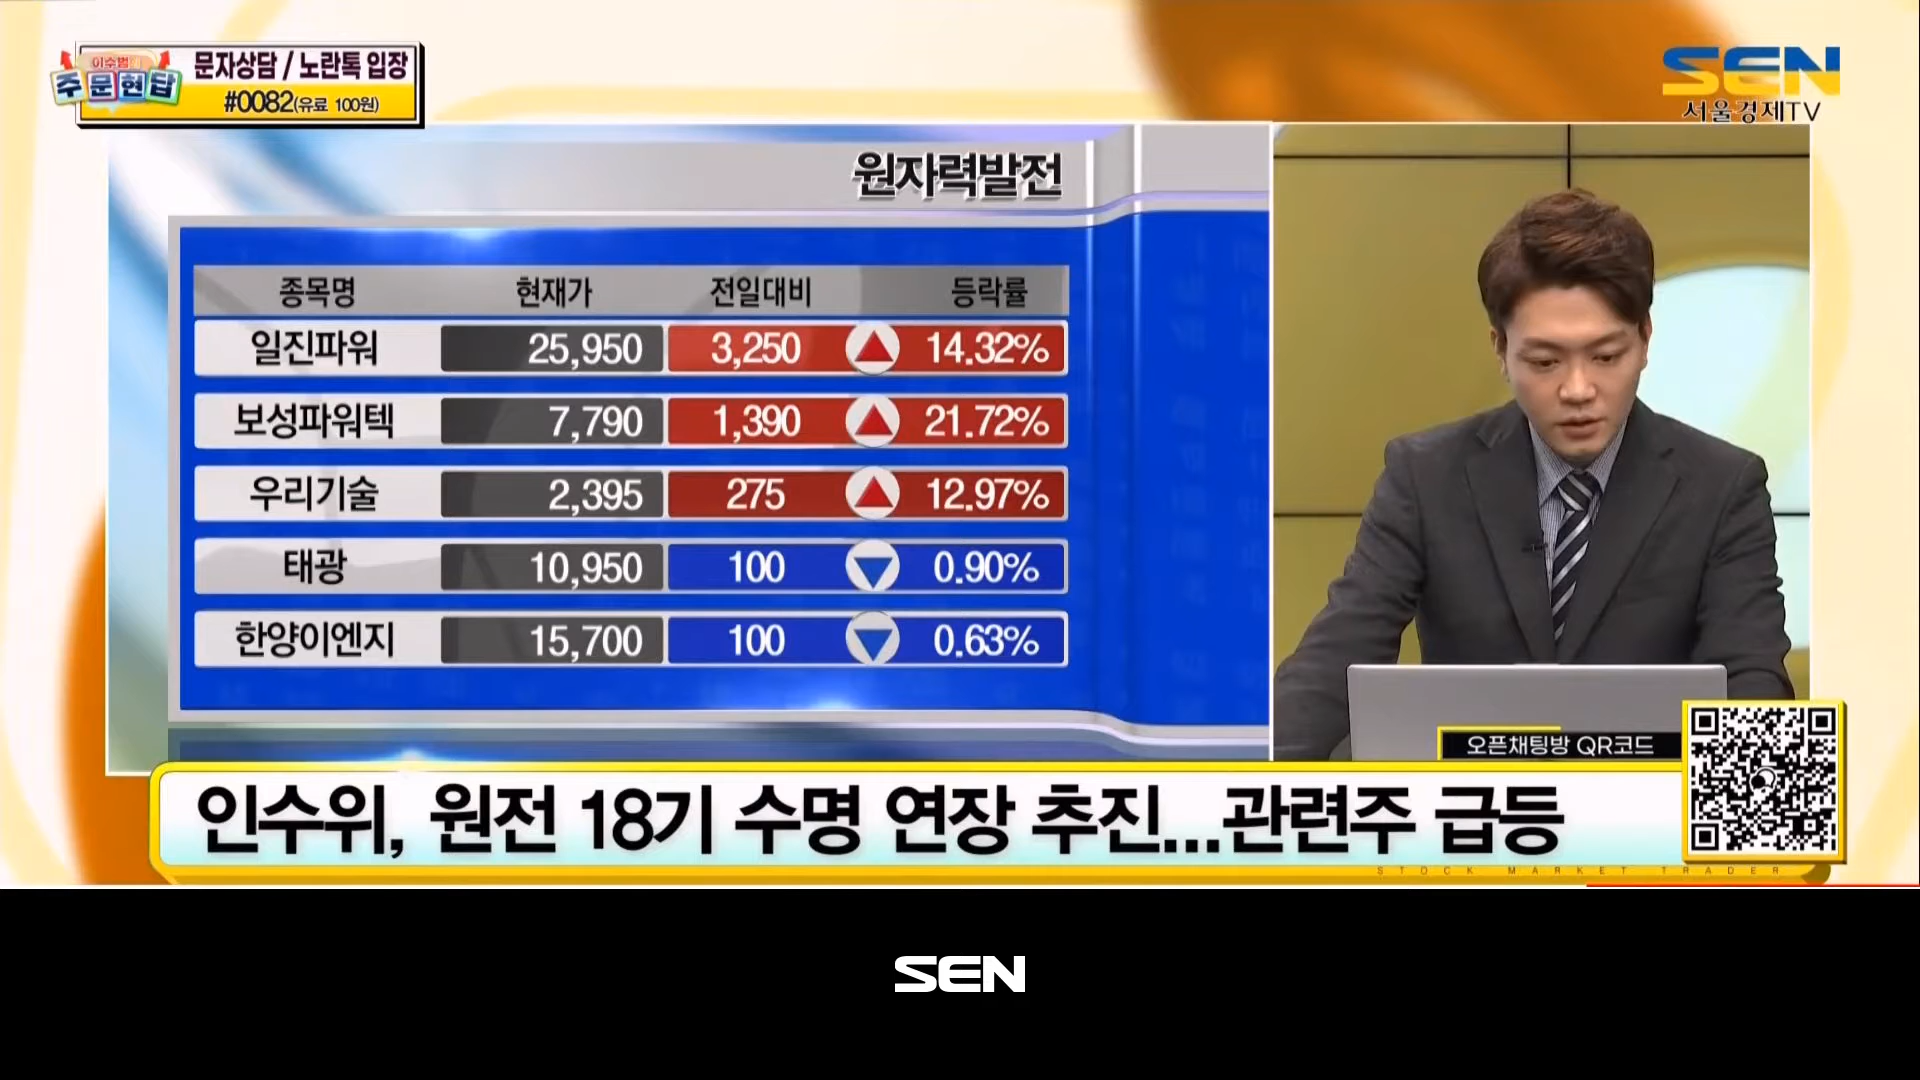 이수범의
주문현답
문자상담 / 노란톡 입장
#0082(유료 100원)
SEN
서울경제TV
원자력발전
종목명 현재가 전일대비 등락률
일진파워 25,950 3,250 ▲ 14.32%
보성파워텍 7,790 1,390 ▲ 21.72%
우리기술 2,395 275 ▲ 12.97%
태광 10,950 100 ▼ 0.90%
한양이엔지 15,700 100 ▼ 0.63%
오픈채팅방 QR코드
인수위, 원전 18기 수명 연장 추진...관련주 급등
STOCK MARKET TRADER
SEN